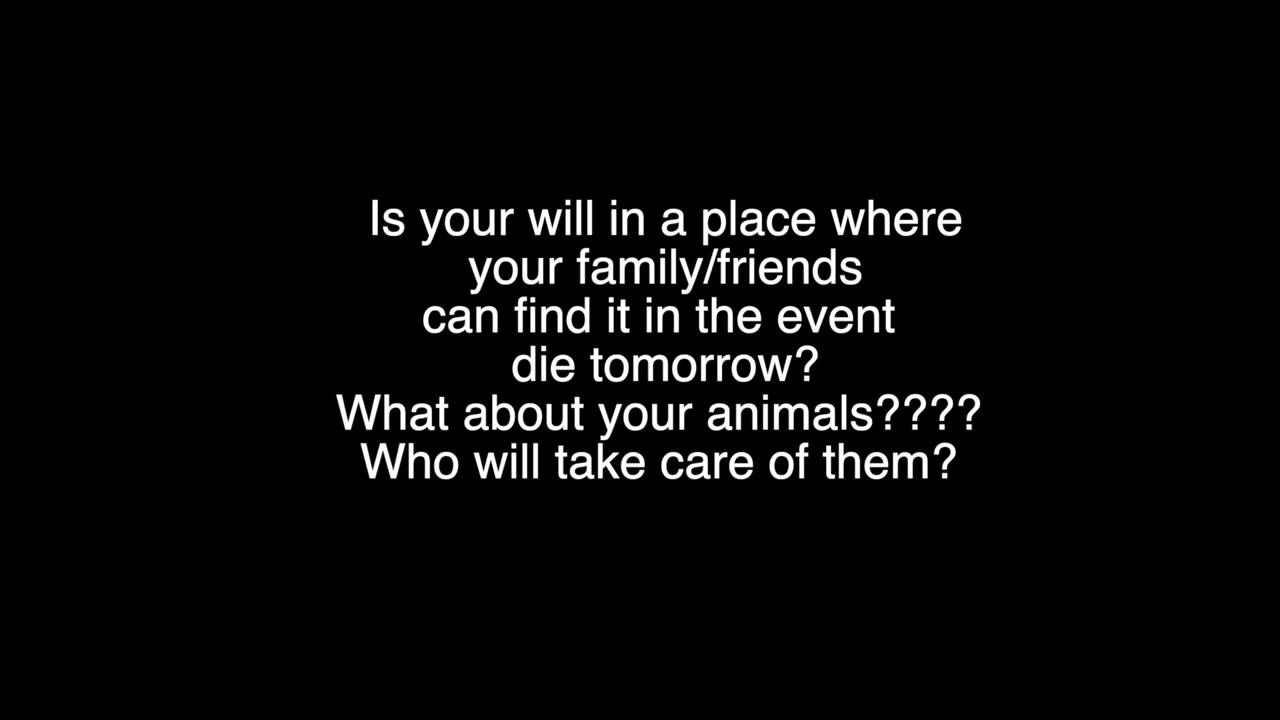 Is your will in a place where
your family/friends
can find it in the event
die tomorrow?
What about your animals????
Who will take care of them?